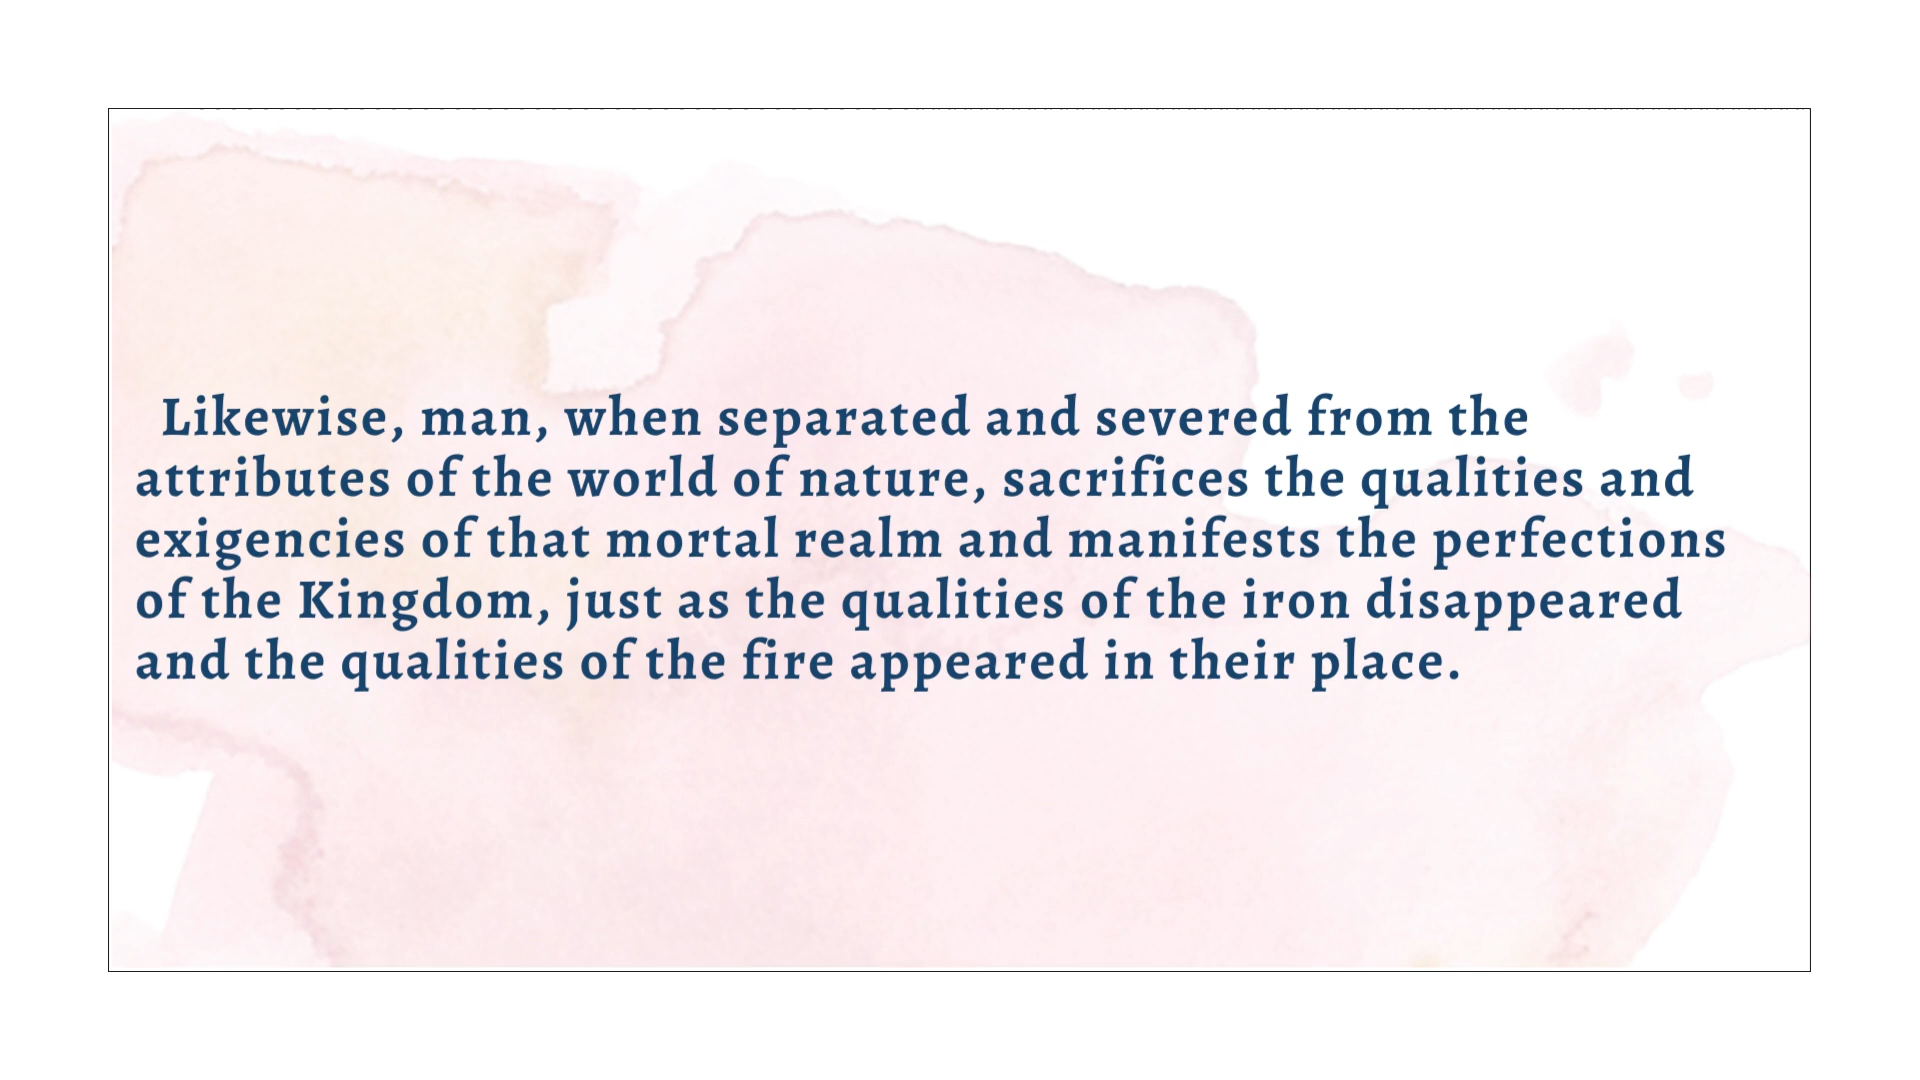 Likewise, man, when separated and severed from the
attributes of the world of nature, sacrifices the qualities and
exigencies of that mortal realm and manifests the perfections
of the Kingdom, just as the qualities of the iron disappeared
and the qualities of the fire appeared in their place.